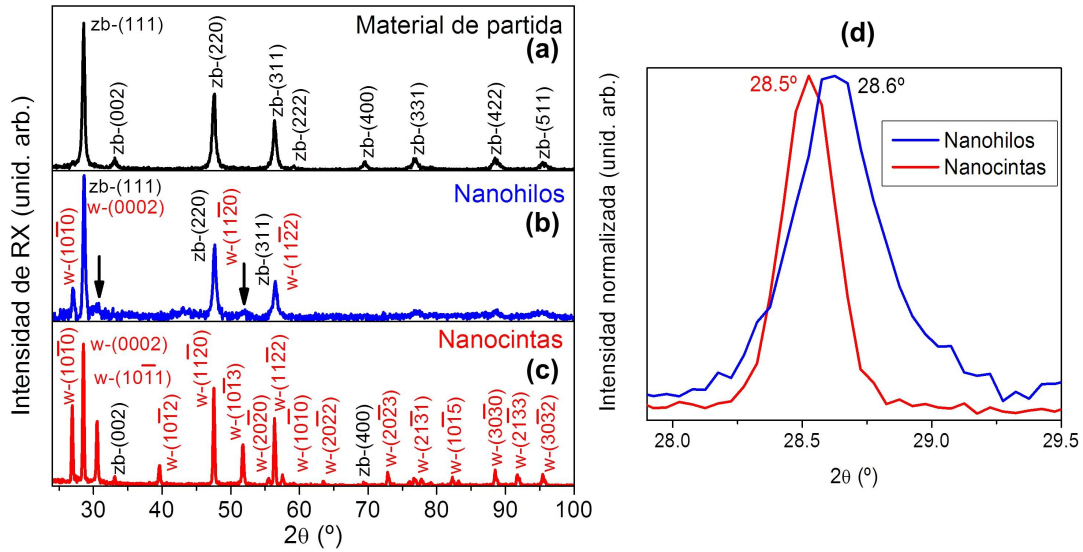 Intensidad de RX (unid. arb.)
Material de partida
(a)
zb-(111)
zb-(002)
zb-(220)
zb-(311)
zb-(222)
zb-(400)
zb-(331)
zb-(422)
zb-(511)
Nanohilos
(b)
w-(101̅0)
zb-(111)
w-(0002)
zb-(220)
w-(112̅0)
zb-(311)
w-(112̅2)
Nanocintas
(c)
w-(101̅0)
w-(0002)
w-(101̅1)
zb-(002)
w-(101̅2)
w-(112̅0)
w-(101̅3)
w-(202̅0)
w-(112̅2)
w-(101̅0)
w-(202̅2)
zb-(400)
w-(202̅3)
w-(213̅1)
w-(101̅5)
w-(303̅0)
w-(213̅3)
w-(303̅2)
30 40 50 60 70 80 90 100
2θ (º)
(d)
Intensidad normalizada (unid. arb.)
28.5º
28.6º
Nanohilos
Nanocintas
28.0 28.5 29.0 29.5
2θ (º)